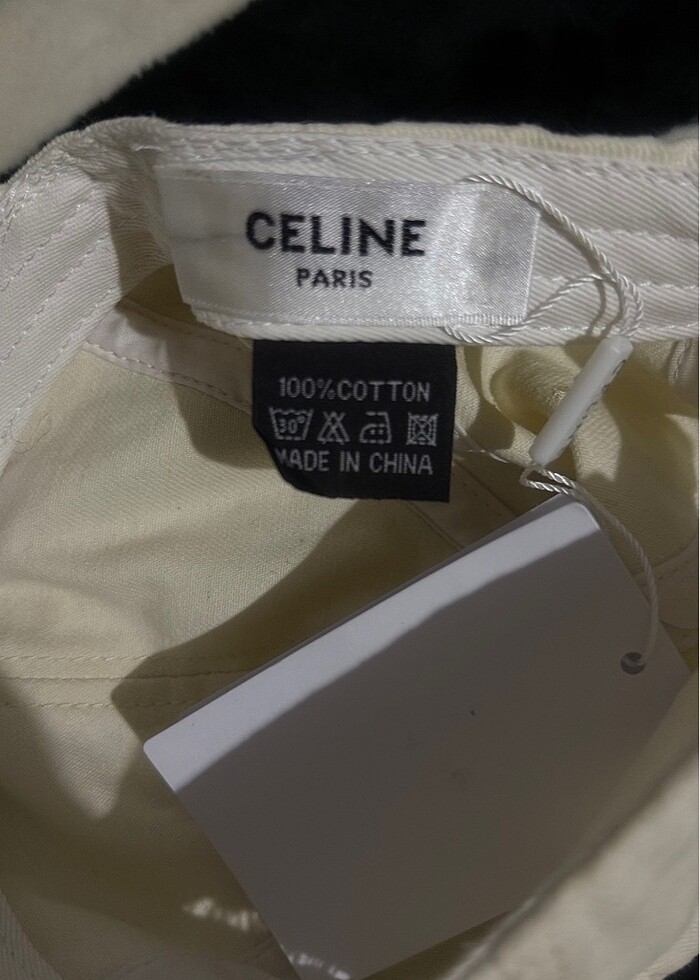 CELINE
PARIS
100%COTTON
30°
MADE IN CHINA